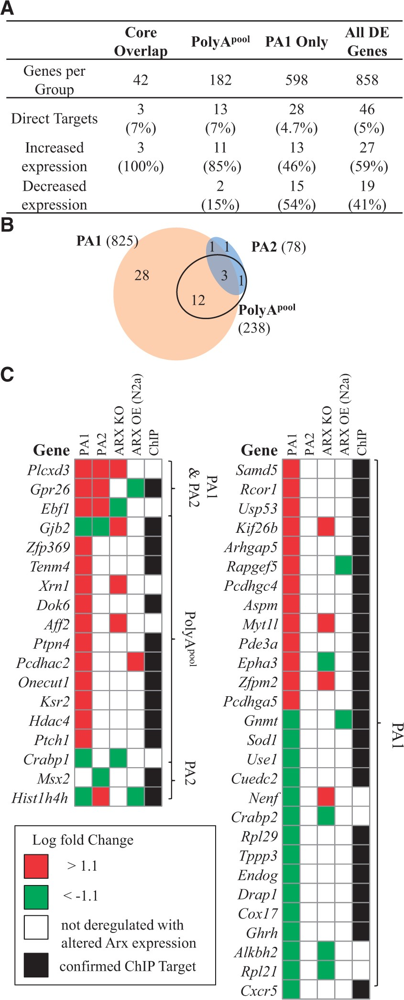 A
Core Overlap PolyApool PA1 Only All DE Genes
Genes per Group 42 182 598 858
Direct Targets 3 (7%) 13 (7%) 28 (4.7%) 46 (5%)
Increased expression 3 (100%) 11 (85%) 13 (46%) 27 (59%)
Decreased expression 2 (15%) 15 (54%) 19 (41%)
B
PA1 (825)
PA2 (78)
1 1
28
3
1
12
PolyApool
(238)
C
Gene PA1 PA2 ARX KO ARX OE (N2a) ChIP
Plcxd3
Gpr26
Ebf1
Gjb2
Zfp369
Tenm4
Xrn1
Dok6
Aff2
Ptpn4
Pcdhac2
Onecut1
Ksr2
Hdac4
Ptch1
Crabp1
Msx2
Hist1h4h
PA1
& PA2
PolyApool
PA2
Gene PA1 PA2 ARX KO ARX OE (N2a) ChIP
Samd5
Rcor1
Usp53
Kif26b
Arhgap5
Rapgef5
Pcdhgc4
Aspm
Myt1l
Pde3a
Epha3
Zfpm2
Pcdhga5
Gnmt
Sod1
Use1
Cuedc2
Nenf
Crabp2
Rpl29
Tppp3
Endog
Drap1
Cox17
Ghrh
Alkbh2
Rpl21
Cxcr5
PA1
Log fold Change
> 1.1
< -1.1
not deregulated with
altered Arx expression
confirmed ChIP Target